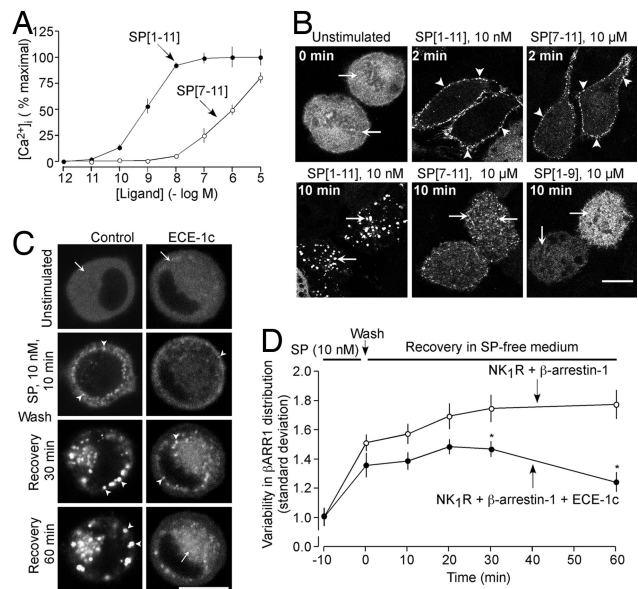 A
SP[1-11]
SP[7-11]
[Ca2+]i ( % maximal)
125
100
75
50
25
0
12 11 10 9 8 7 6 5
[Ligand] (- log M)
B
Unstimulated
SP[1-11], 10 nM
SP[7-11], 10 µM
0 min
2 min
2 min
SP[1-11], 10 nM
SP[7-11], 10 µM
SP[1-9], 10 µM
10 min
10 min
10 min
C
Control
ECE-1c
Unstimulated
SP, 10 nM,
10 min
Wash
Recovery
30 min
Recovery
60 min
D
Wash
SP (10 nM)
Recovery in SP-free medium
NK1R + β-arrestin-1
*
*
NK1R + β-arrestin-1 + ECE-1c
Variability in βARR1 distribution
(standard deviation)
2.0
1.8
1.6
1.4
1.2
1.0
-10 0 10 20 30 40 50 60
Time (min)